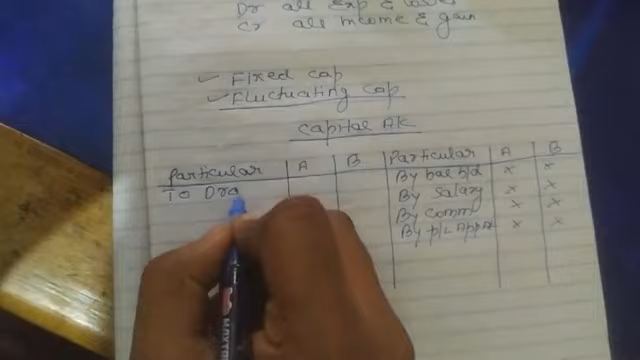 Dr all Exp & loses
Cr all income & gain
Fixed cap
Fluctuating cap
Capital A/c
Particular A B Particular A B
To Dra By bal b/d x x
By Salary x x
By Comm x x
By P/L App x x